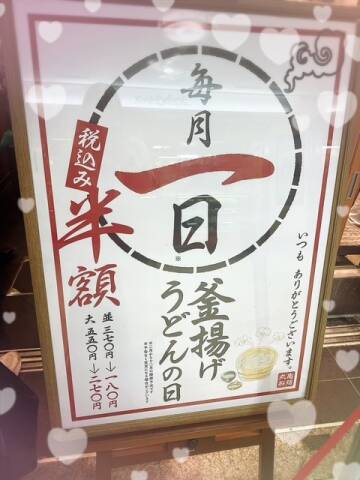 いつも ありがとうございます。
毎月
一日
※
釜揚げ
うどんの日
税込み
半額
並 三七〇円→一八〇円
大 五五〇円→二七〇円